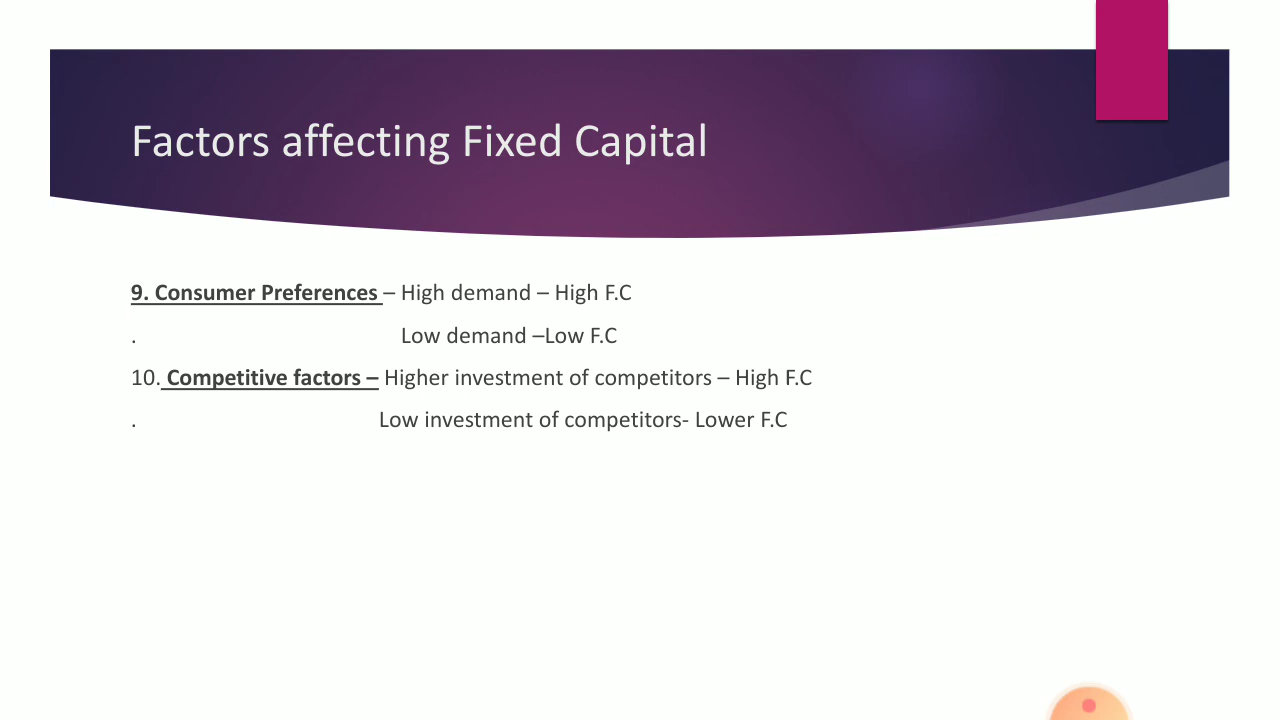 Factors affecting Fixed Capital
9. Consumer Preferences – High demand – High F.C
. Low demand –Low F.C
10. Competitive factors – Higher investment of competitors – High F.C
. Low investment of competitors- Lower F.C